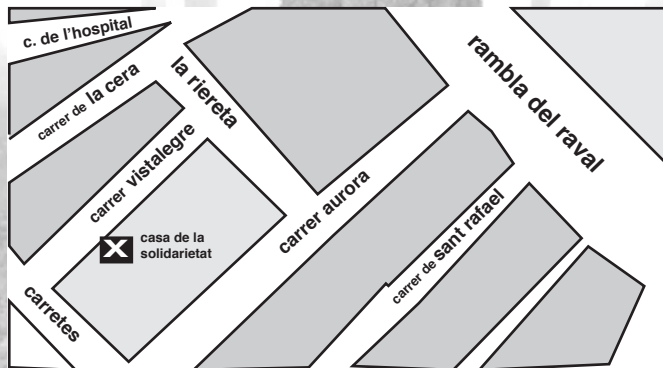 c. de l'hospital
carrer de la cera
la riereta
rambla del raval
carrer vistalegre
carrer aurora
carrer de sant rafael
X
casa de la
solidarietat
carretes